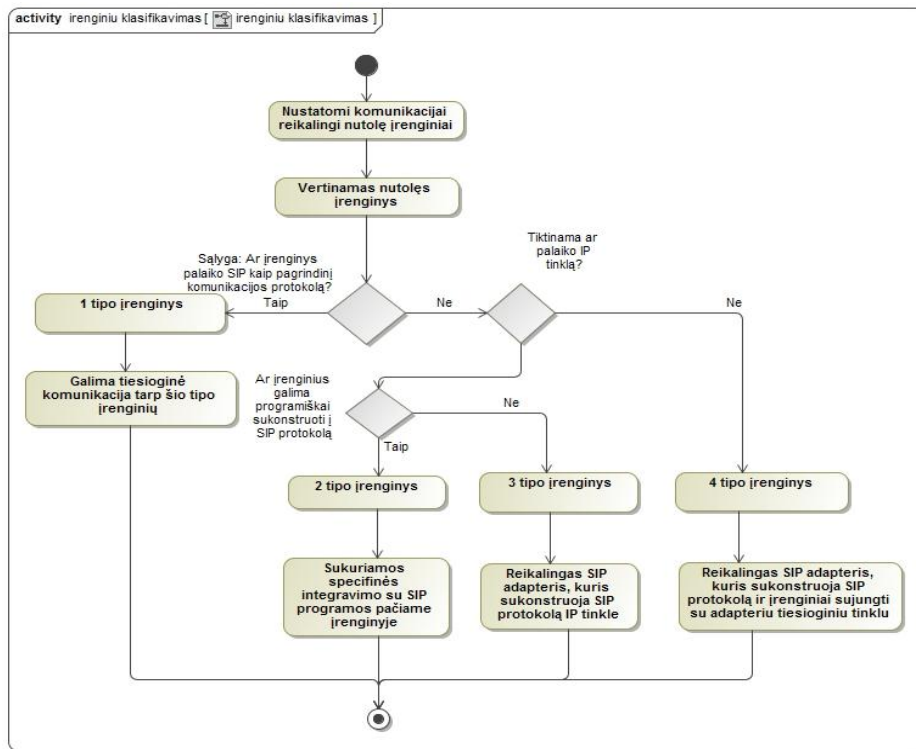 activity irenginiu klasifikavimas [ irenginiu klasifikavimas ]
Nustatomi komunikacijai
reikalingi nutolę įrenginiai
Vertinamas nutolęs
įrenginys
Tiktinama ar
palaiko IP
tinklą?
Sąlyga: Ar įrenginys
palaiko SIP kaip pagrindinį
komunikacijos protokolą?
Taip
Ne
Ne
1 tipo įrenginys
Galima tiesioginė
komunikacija tarp šio tipo
įrenginių
Ar įrenginius
galima
programiškai
sukonstruoti į
SIP protokolą
Ne
Taip
2 tipo įrenginys
3 tipo įrenginys
4 tipo įrenginys
Sukuriamos
specifinės
integravimo su SIP
programos pačiame
įrenginyje
Reikalingas SIP
adapteris, kuris
sukonstruoja SIP
protokolą IP tinkle
Reikalingas SIP adapteris,
kuris sukonstruoja SIP
protokolą ir įrenginiai sujungti
su adapteriu tiesioginiu tinklu